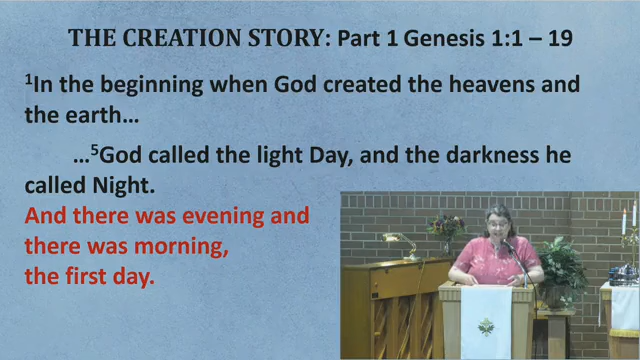 THE CREATION STORY: Part 1 Genesis 1:1 – 19
¹In the beginning when God created the heavens and
the earth…
…⁵God called the light Day, and the darkness he
called Night.
And there was evening and
there was morning,
the first day.